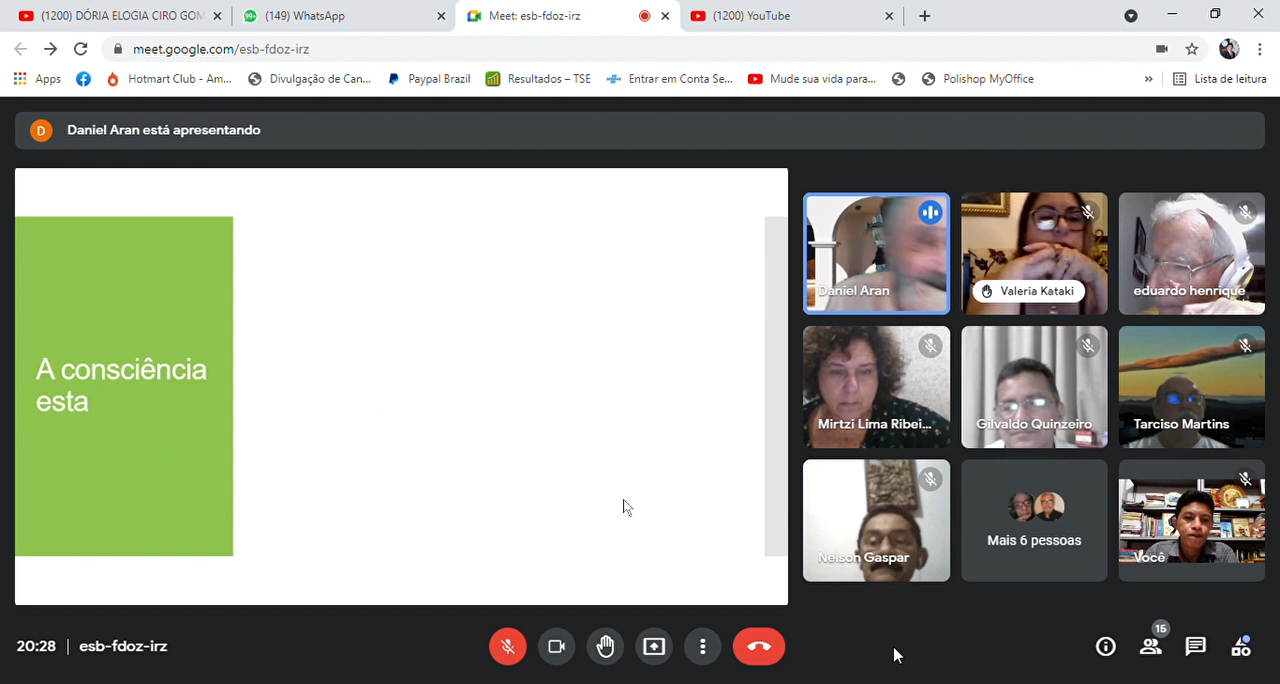 (1200) DÓRIA ELOGIA CIRO GOM
(149) WhatsApp
Meet: esb-fdoz-irz
(1200) YouTube
meet.google.com/esb-fdoz-irz
Apps
Hotmart Club - Am...
Divulgação de Can...
Paypal Brazil
Resultados – TSE
Entrar em Conta Se...
Mude sua vida para...
Polishop MyOffice
»
Lista de leitura
D
Daniel Aran está apresentando
A consciência
esta
Daniel Aran
Valeria Kataki
eduardo henrique
Mirtzi Lima Ribei...
Gilvaldo Quinzeiro
Tarciso Martins
Nelson Gaspar
Mais 6 pessoas
Você
20:28 | esb-fdoz-irz
15